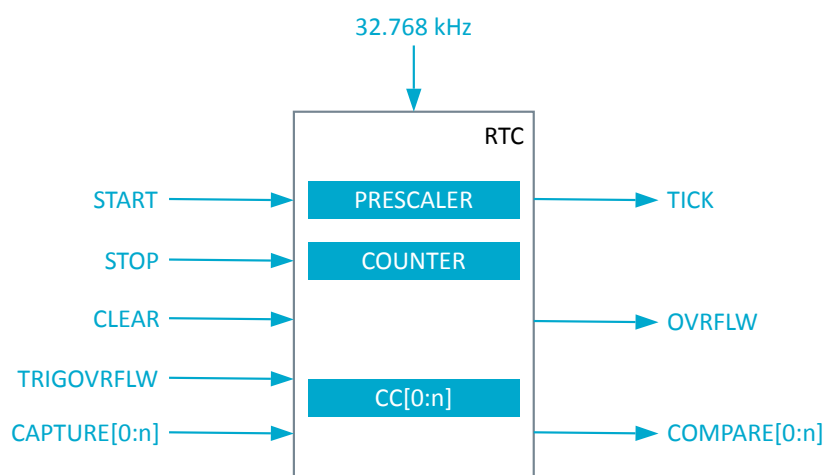 32.768 kHz
RTC
START
PRESCALER
TICK
STOP
COUNTER
CLEAR
OVRFLW
TRIGOVRFLW
CC[0:n]
CAPTURE[0:n]
COMPARE[0:n]